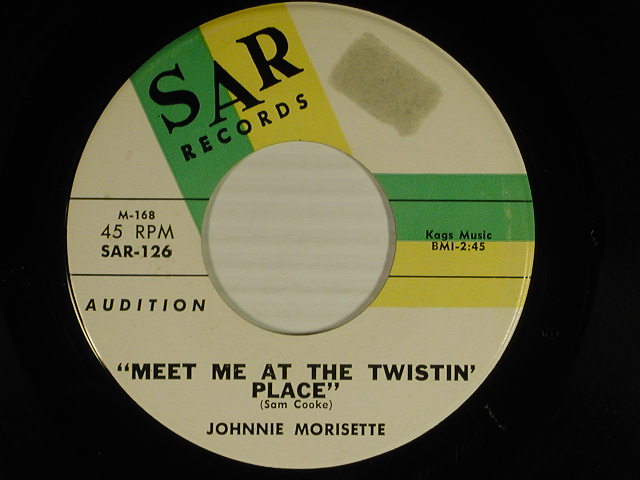 SAR
RECORDS
M-168
45 RPM
SAR-126
Kags Music
BMI-2:45
AUDITION
"MEET ME AT THE TWISTIN'
PLACE"
(Sam Cooke)
JOHNNIE MORISETTE